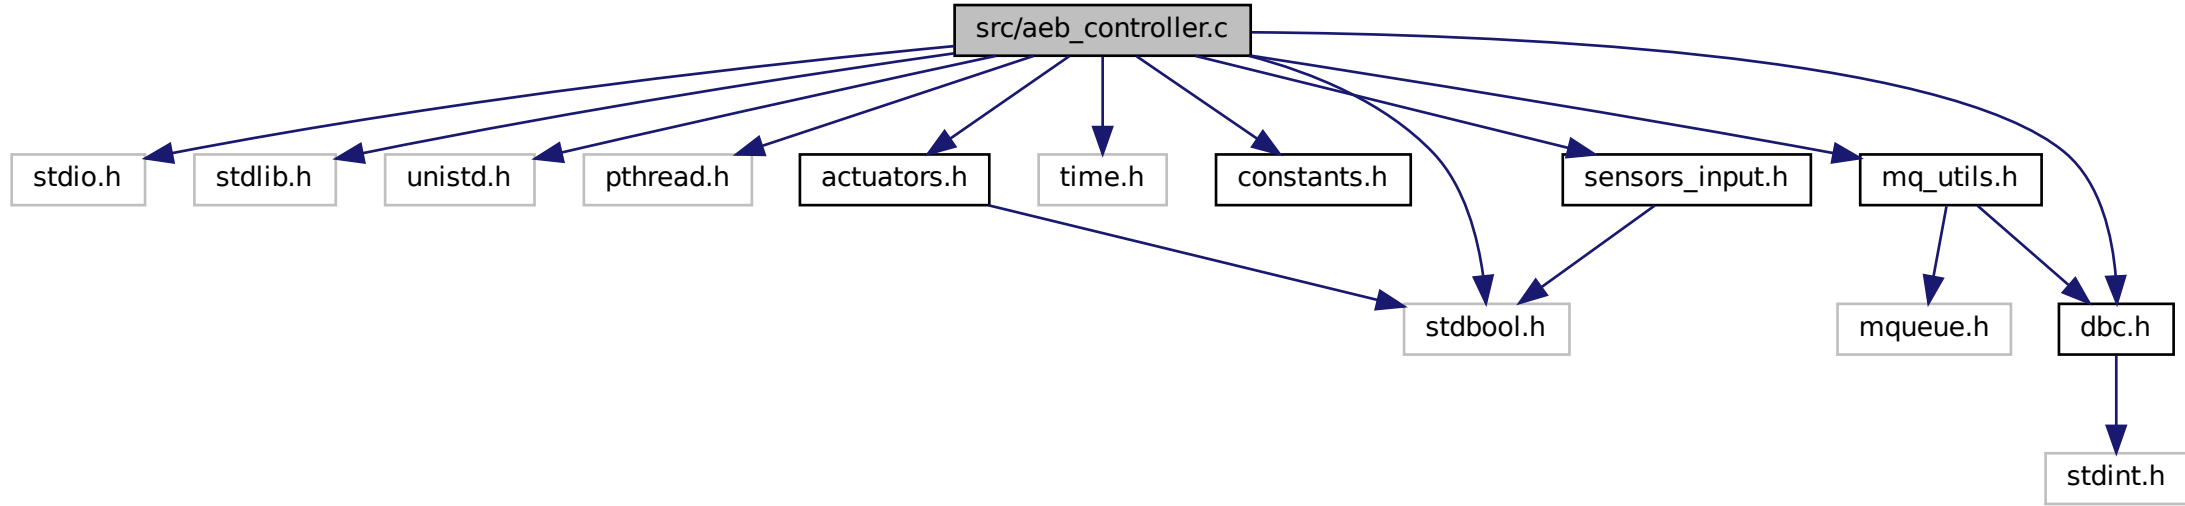 src/aeb_controller.c
stdio.h
stdlib.h
unistd.h
pthread.h
actuators.h
time.h
constants.h
sensors_input.h
mq_utils.h
stdbool.h
mqueue.h
dbc.h
stdint.h